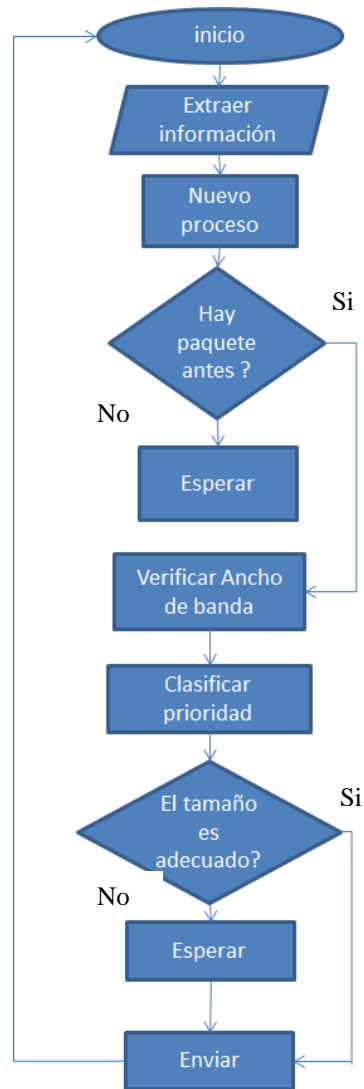 inicio
Extraer
información
Nuevo
proceso
Si
Hay
paquete
antes ?
No
Esperar
Verificar Ancho
de banda
Clasificar
prioridad
Si
El tamaño
es
adecuado?
No
Esperar
Enviar